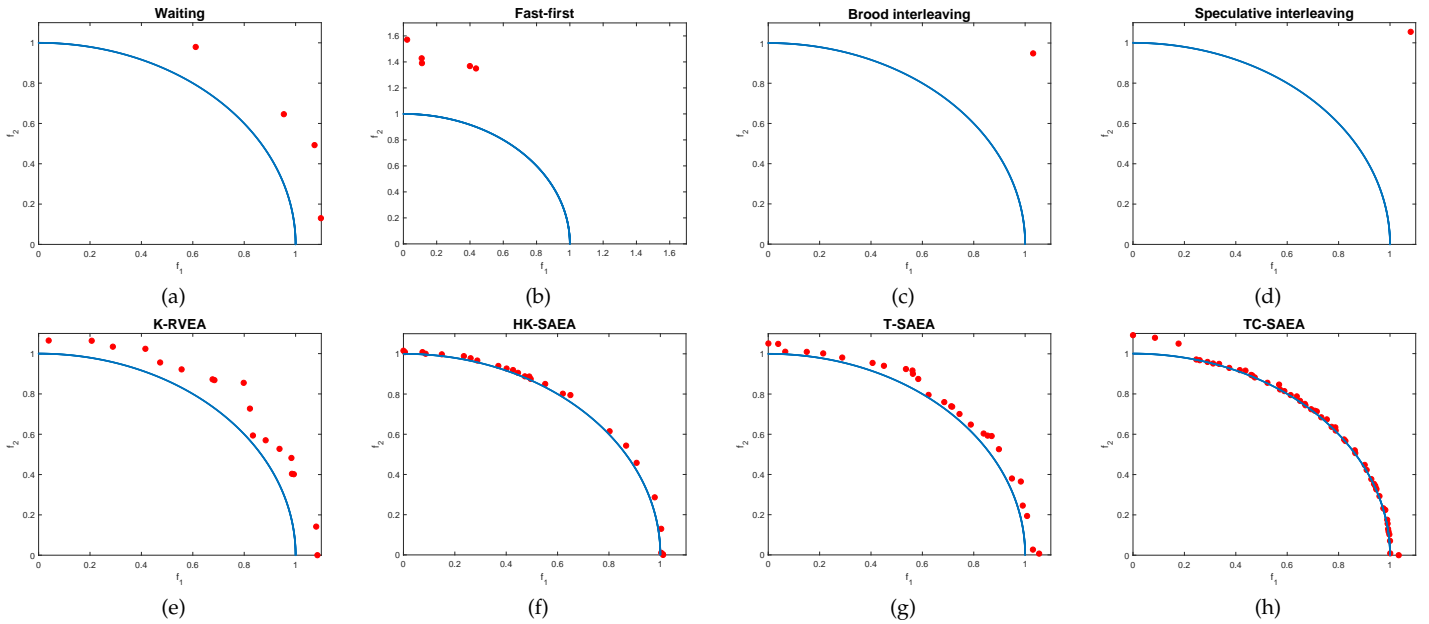 Waiting
1
0.8
0.6
0.4
0.2
0
f2
0 0.2 0.4 0.6 0.8 1
f1
(a)
Fast-first
1.6
1.4
1.2
1
0.8
0.6
0.4
0.2
0
f2
0 0.2 0.4 0.6 0.8 1 1.2 1.4 1.6
f1
(b)
Brood interleaving
1
0.8
0.6
0.4
0.2
0
f2
0 0.2 0.4 0.6 0.8 1
f1
(c)
Speculative interleaving
1
0.8
0.6
0.4
0.2
0
f2
0 0.2 0.4 0.6 0.8 1
f1
(d)
K-RVEA
1
0.8
0.6
0.4
0.2
0
f2
0 0.2 0.4 0.6 0.8 1
f1
(e)
HK-SAEA
1
0.8
0.6
0.4
0.2
0
f2
0 0.2 0.4 0.6 0.8 1
f1
(f)
T-SAEA
1
0.8
0.6
0.4
0.2
0
f2
0 0.2 0.4 0.6 0.8 1
f1
(g)
TC-SAEA
1
0.8
0.6
0.4
0.2
0
f2
0 0.2 0.4 0.6 0.8 1
f1
(h)